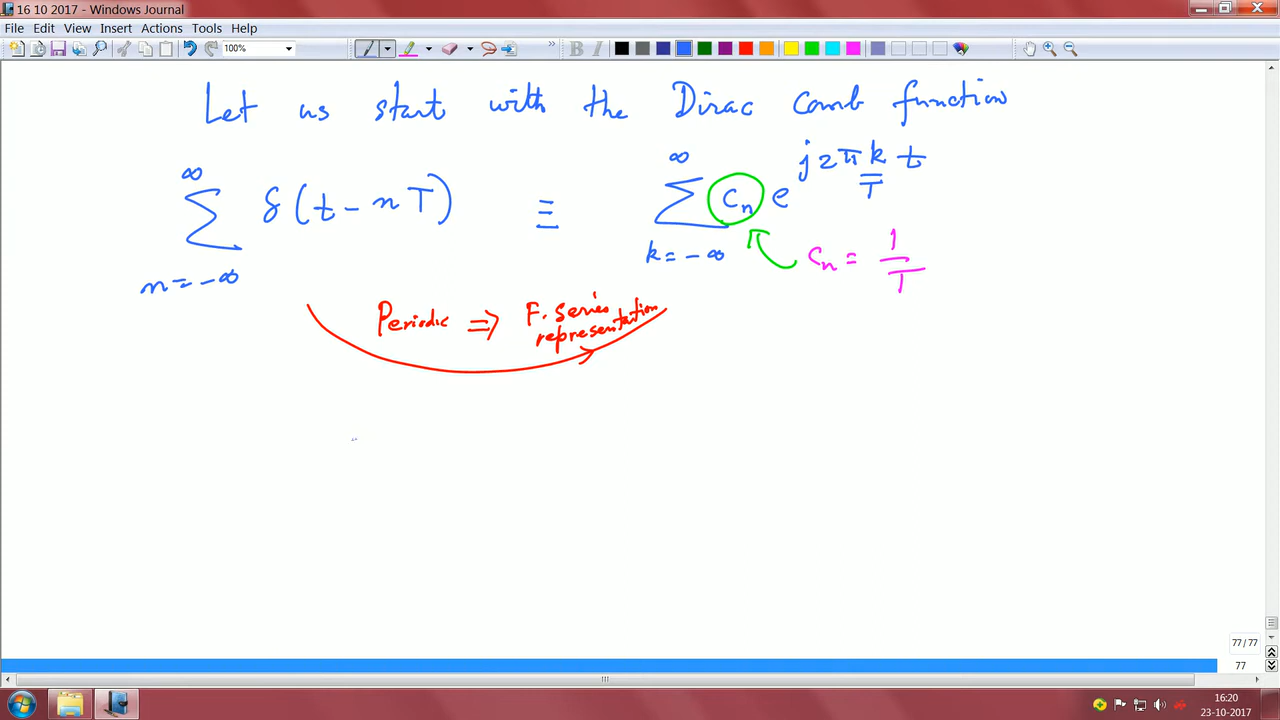 16 10 2017 - Windows Journal
File Edit View Insert Actions Tools Help
100%
Let us start with the Dirac comb function
∞ ∑ n=-∞ δ(t-nT) ≡ ∞ ∑ k=-∞ cn e^{j2π k/T t}
cn = 1/T
Periodic ⇒ F. series
representation
77/77
77
16:20
23-10-2017